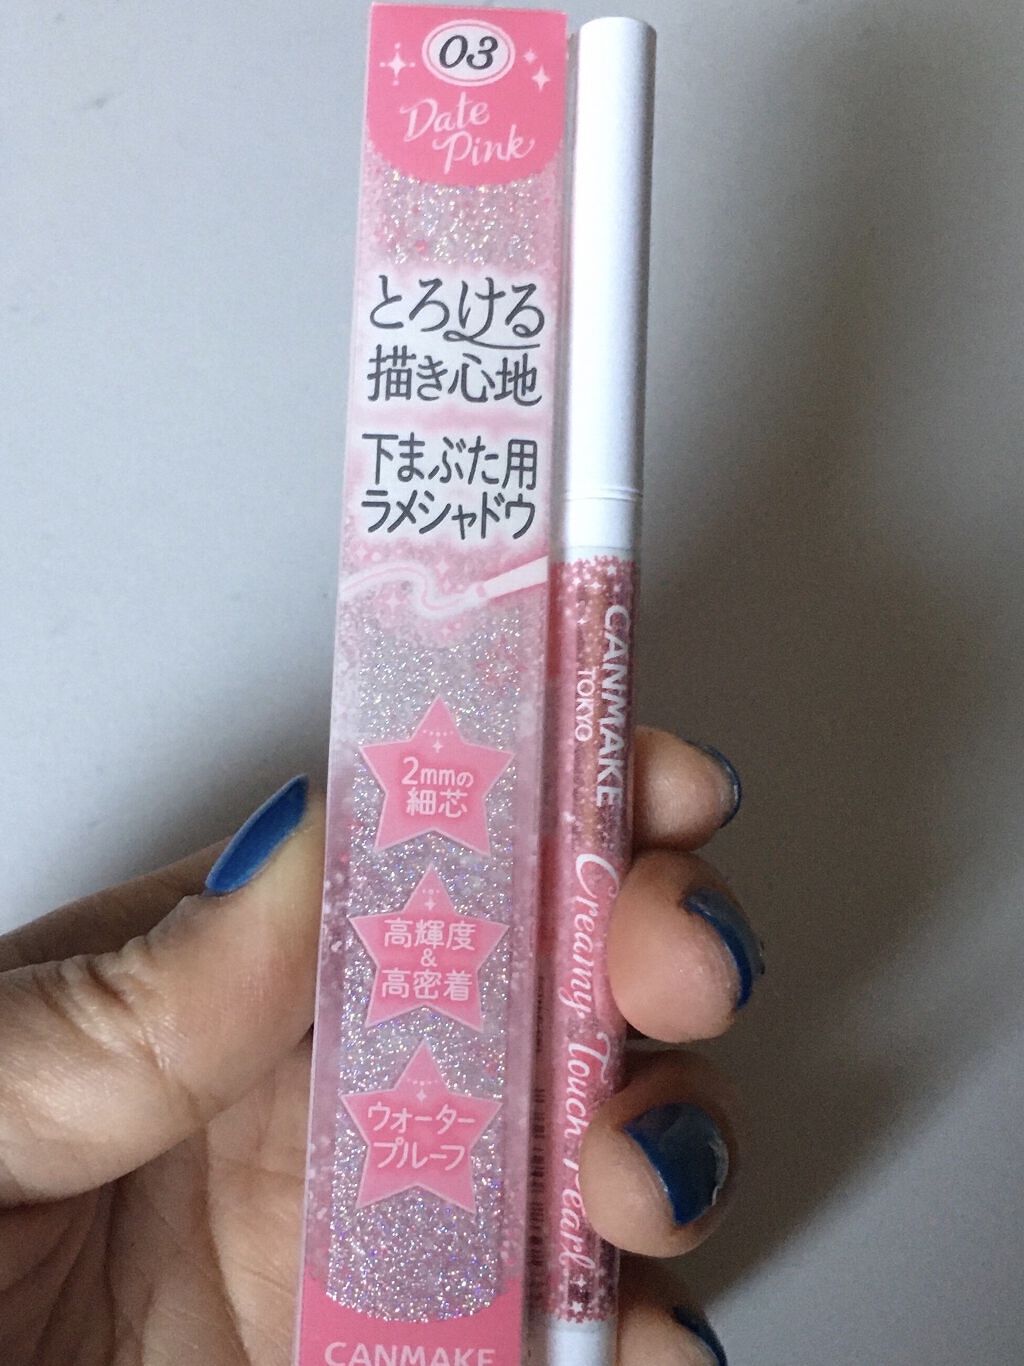 03
Date
Pink
とろける
描き心地
下まぶた用
ラメシャドウ
2mmの
細芯
高輝度
&
高密着
ウォーター
プルーフ
CANMAKE
CANMAKE
TOKYO
Creamy Touch Pearl